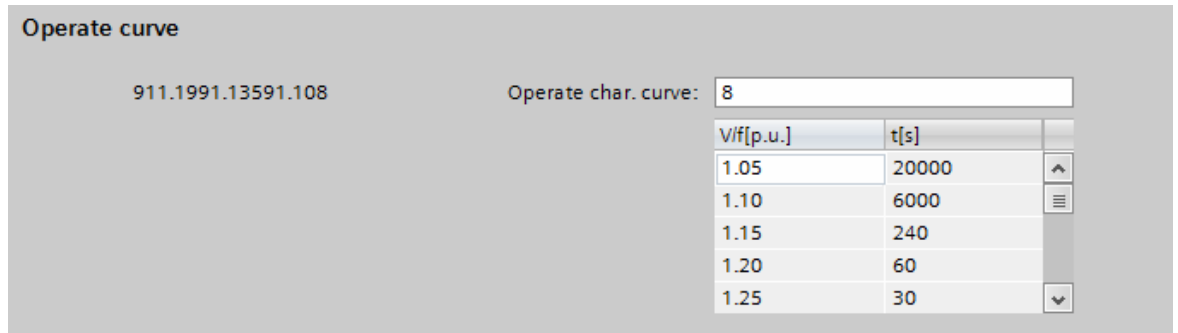 Operate curve
911.1991.13591.108 Operate char. curve: 8
V/f[p.u.] t[s]
1.05 20000
1.10 6000
1.15 240
1.20 60
1.25 30